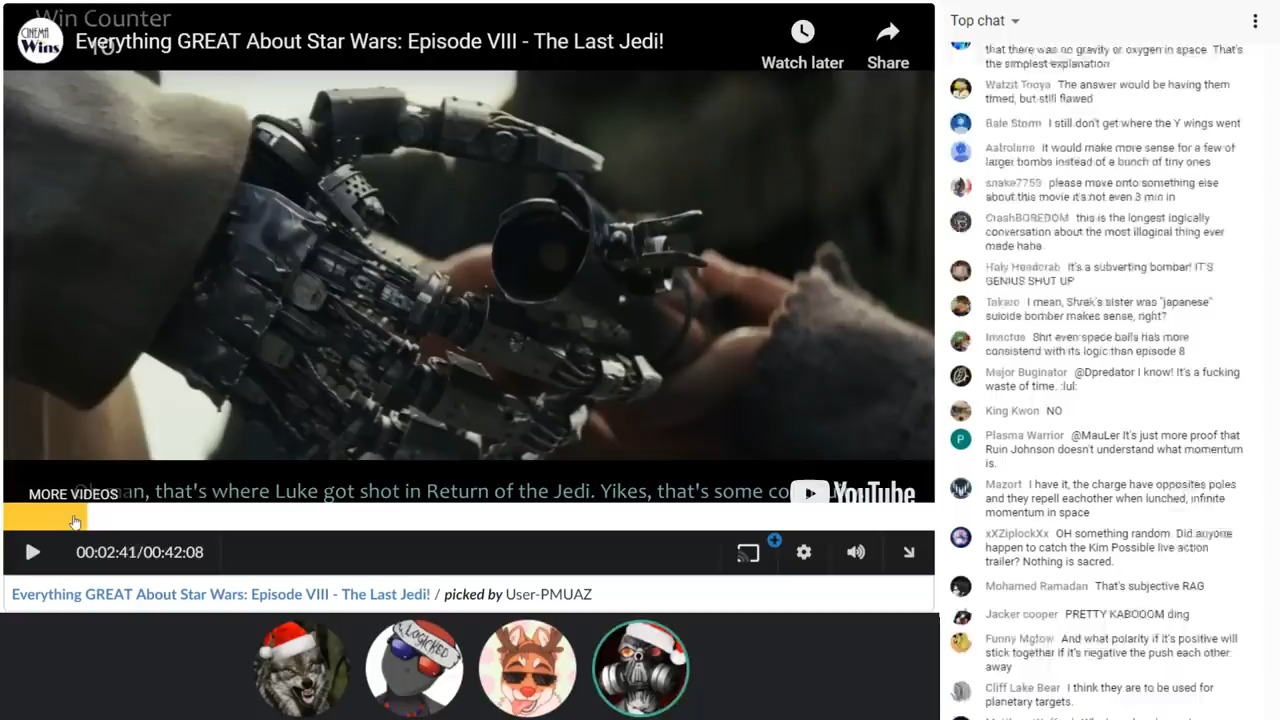 Win Counter
10
CINEMA
Wins
Everything GREAT About Star Wars: Episode VIII - The Last Jedi!
Watch later
Share
MORE VIDEOS
man, that's where Luke got shot in Return of the Jedi. Yikes, that's some
YouTube
00:02:41/00:42:08
Everything GREAT About Star Wars: Episode VIII - The Last Jedi! / picked by User-PMUAZ
LOGICKED
Top chat
that there was no gravity or oxygen in space. That's
the simplest explanation
Watzit Tooya The answer would be having them
timed, but still flawed
Bale Storm I still don't get where the Y wings went
Astrolane it would make more sense for a few of
larger bombs instead of a bunch of tiny ones
snake7759 please move onto something else
about this movie it's not even 3 min in
CrashBOREDOM this is the longest logically
conversation about the most illogical thing ever
made haha
It's a subverting bombar! IT'S
GENIUS SHUT UP
Takaro I mean, Shrek's sister was "japanese"
suicide bomber makes sense, right?
Invictus Shit even space balls has more
consistent with its logic than episode 8
Major Buginator @Dpredator I know! It's a fucking
waste of time. :lul:
King Kwon NO
P
Plasma Warrior @MauLer It's just more proof that
Ruin Johnson doesn't understand what momentum
is.
Mazort I have it, the charge have opposites poles
and they repell eachother when lunched, infinite
momentum in space
xXZiplockXx OH something random. Did anyone
happen to catch the Kim Possible live action
trailer? Nothing is sacred.
Mohamed Ramadan That's subjective RAG
Jacker cooper PRETTY KABOOOM ding
Funny Mglow And what polarity if it's positive will
stick together if it's negative the push each other
away
Cliff Lake Bear I think they are to be used for
planetary targets.